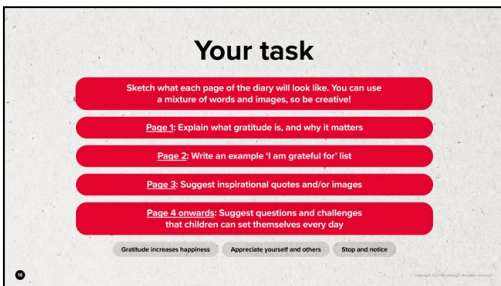 Your task
Sketch what each page of the diary will look like. You can use
a mixture of words and images, so be creative!
Page 1: Explain what gratitude is, and why it matters
Page 2: Write an example ‘I am grateful for’ list
Page 3: Suggest inspirational quotes and/or images
Page 4 onwards: Suggest questions and challenges
that children can set themselves every day
Gratitude increases happiness
Appreciate yourself and others
Stop and notice